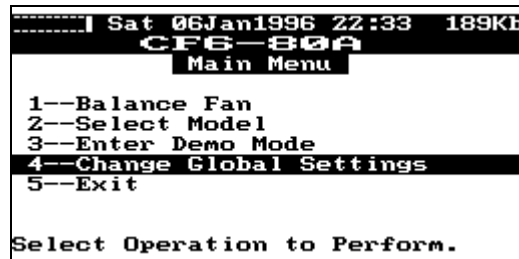 Sat 06Jan1996 22:33 189Kb
CF6-80A
Main Menu
1--Balance Fan
2--Select Model
3--Enter Demo Mode
4--Change Global Settings
5--Exit
Select Operation to Perform.